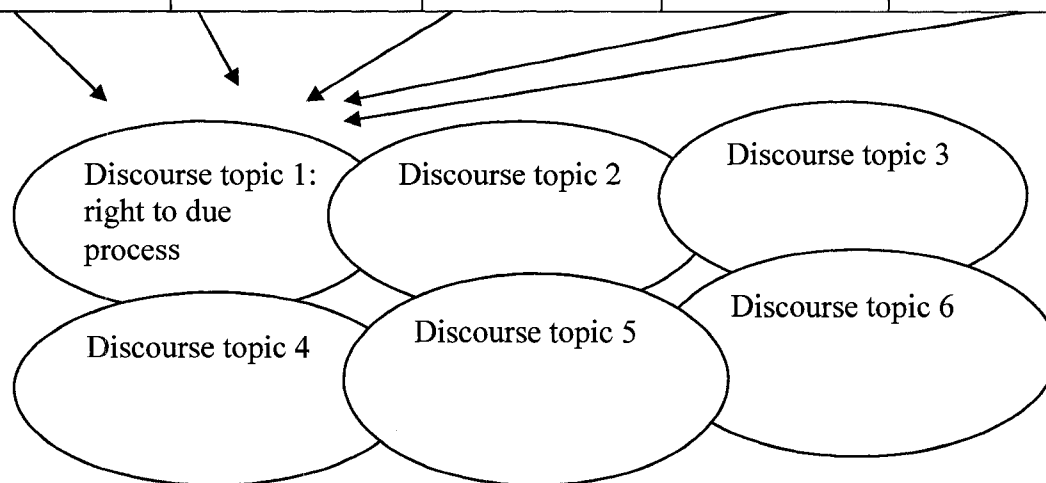 Discourse topic 1:
right to due
process
Discourse topic 2
Discourse topic 3
Discourse topic 4
Discourse topic 5
Discourse topic 6